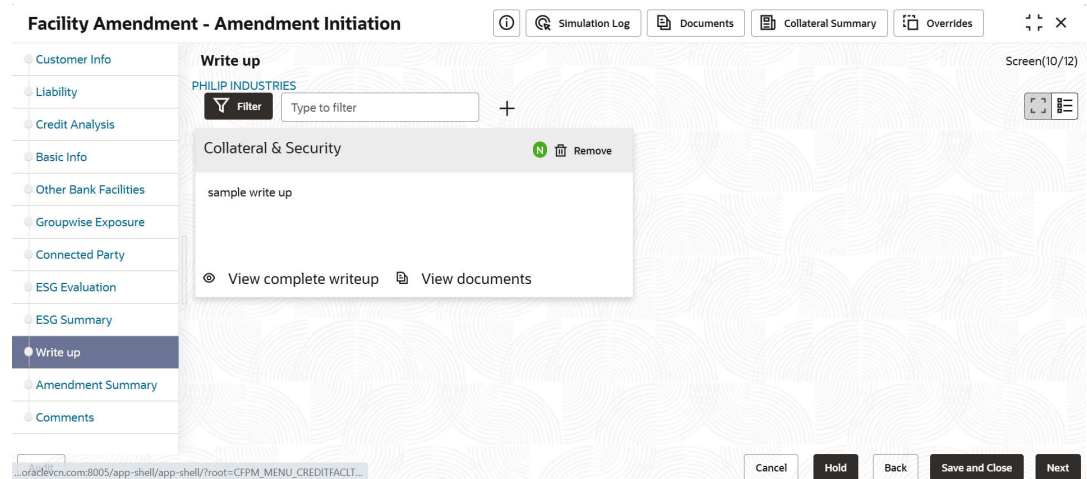 Facility Amendment - Amendment Initiation
Simulation Log
Documents
Collateral Summary
Overrides
Customer Info
Liability
Credit Analysis
Basic Info
Other Bank Facilities
Groupwise Exposure
Connected Party
ESG Evaluation
ESG Summary
Write up
Amendment Summary
Comments
Write up
Screen(10/12)
PHILIP INDUSTRIES
Filter
Type to filter
Collateral & Security
N
Remove
sample write up
View complete writeup
View documents
Audit
...oraclevcn.com:8005/app-shell/app-shell/?root=CFPM_MENU_CREDITFACLT...
Cancel
Hold
Back
Save and Close
Next